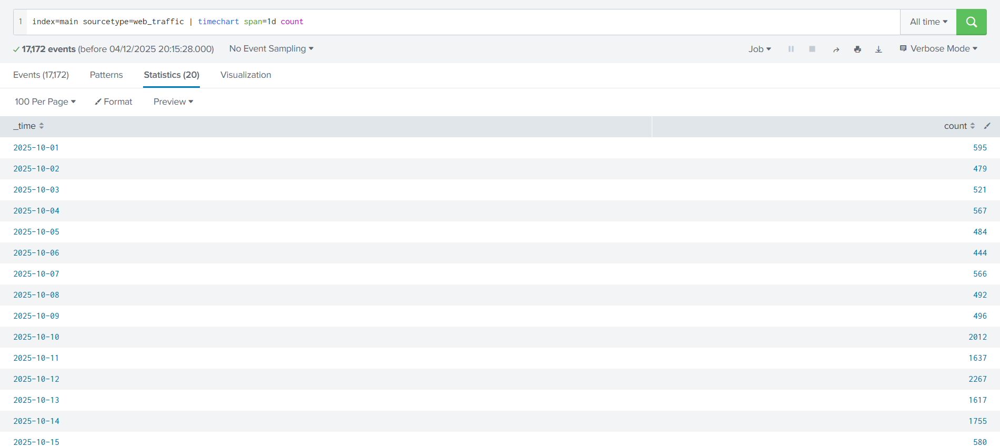 1 index=main sourcetype=web_traffic | timechart span=1d count
All time
17,172 events (before 04/12/2025 20:15:28.000) No Event Sampling
Job Verbose Mode
Events (17,172) Patterns Statistics (20) Visualization
100 Per Page Format Preview
_time count
2025-10-01 595
2025-10-02 479
2025-10-03 521
2025-10-04 567
2025-10-05 484
2025-10-06 444
2025-10-07 566
2025-10-08 492
2025-10-09 496
2025-10-10 2012
2025-10-11 1637
2025-10-12 2267
2025-10-13 1617
2025-10-14 1755
2025-10-15 580